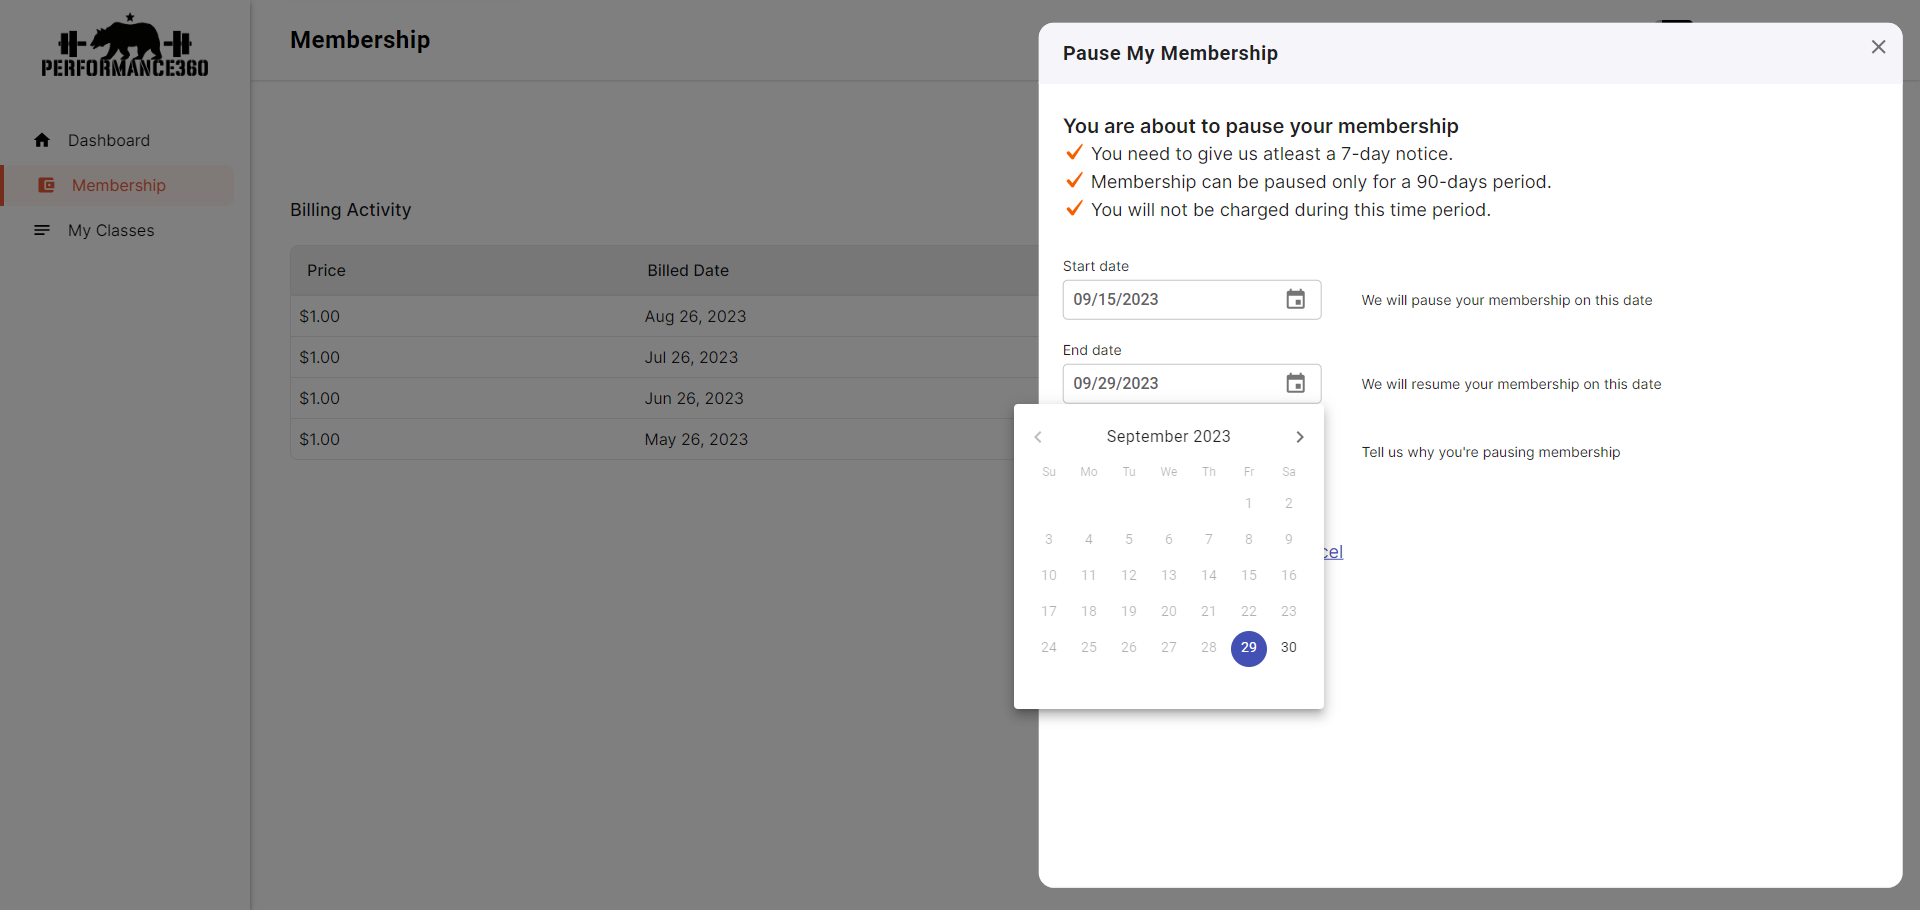 PERFORMANCE360
Dashboard
Membership
My Classes
Membership
Billing Activity
Price Billed Date
$1.00 Aug 26, 2023
$1.00 Jul 26, 2023
$1.00 Jun 26, 2023
$1.00 May 26, 2023
Pause My Membership
You are about to pause your membership
You need to give us atleast a 7-day notice.
Membership can be paused only for a 90-days period.
You will not be charged during this time period.
Start date
09/15/2023 We will pause your membership on this date
End date
09/29/2023 We will resume your membership on this date
Tell us why you're pausing membership
September 2023
Su Mo Tu We Th Fr Sa
1 2
3 4 5 6 7 8 9
10 11 12 13 14 15 16
17 18 19 20 21 22 23
24 25 26 27 28 29 30